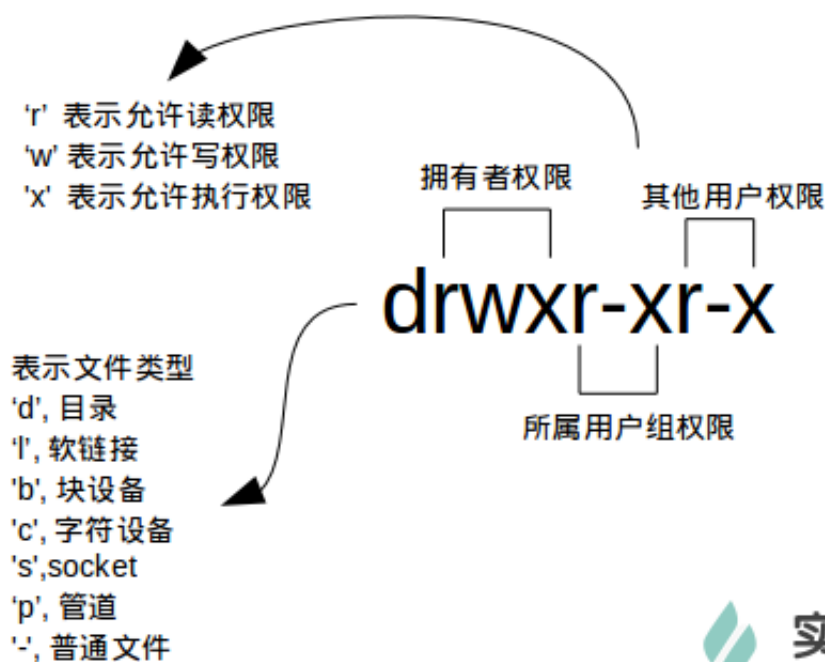 ‘r’ 表示允许读权限
‘w’ 表示允许写权限
'x' 表示允许执行权限
拥有者权限
其他用户权限
drwxr-xr-x
所属用户组权限
表示文件类型
‘d’, 目录
‘l’, 软链接
'b', 块设备
'c', 字符设备
's',socket
‘p’, 管道
'-', 普通文件
实